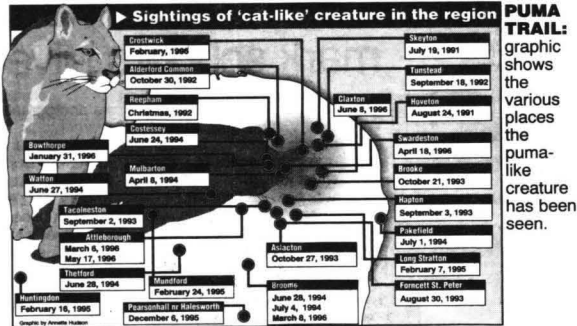 ▶ Sightings of 'cat-like' creature in the region
PUMA
TRAIL:
graphic
shows
the
various
places
the
puma-
like
creature
has been
seen.
Crostwick
February, 1996
Skeyton
July 19, 1991
Alderford Common
October 30, 1992
Tunstead
September 18, 1992
Reepham
Christmas, 1992
Claxton
June 8, 1996
Hoveton
August 24, 1991
Costessey
June 24, 1994
Swardeston
April 18, 1996
Bowthorpe
January 31, 1996
Mulbarton
April 8, 1994
Brooke
October 21, 1993
Watton
June 27, 1994
Hapton
September 3, 1993
Tacolneston
September 2, 1993
Pakefield
July 1, 1994
Attleborough
March 6, 1996
May 17, 1996
Aslacton
October 27, 1993
Long Stratton
February 7, 1995
Thetford
June 28, 1994
Mundford
February 24, 1995
Brooms
June 28, 1994
July 4, 1994
March 8, 1996
Forncett St. Peter
August 30, 1993
Huntingdon
February 16, 1995
Pearsonhall nr Halesworth
December 6, 1995
Graphic by Annette Hudson